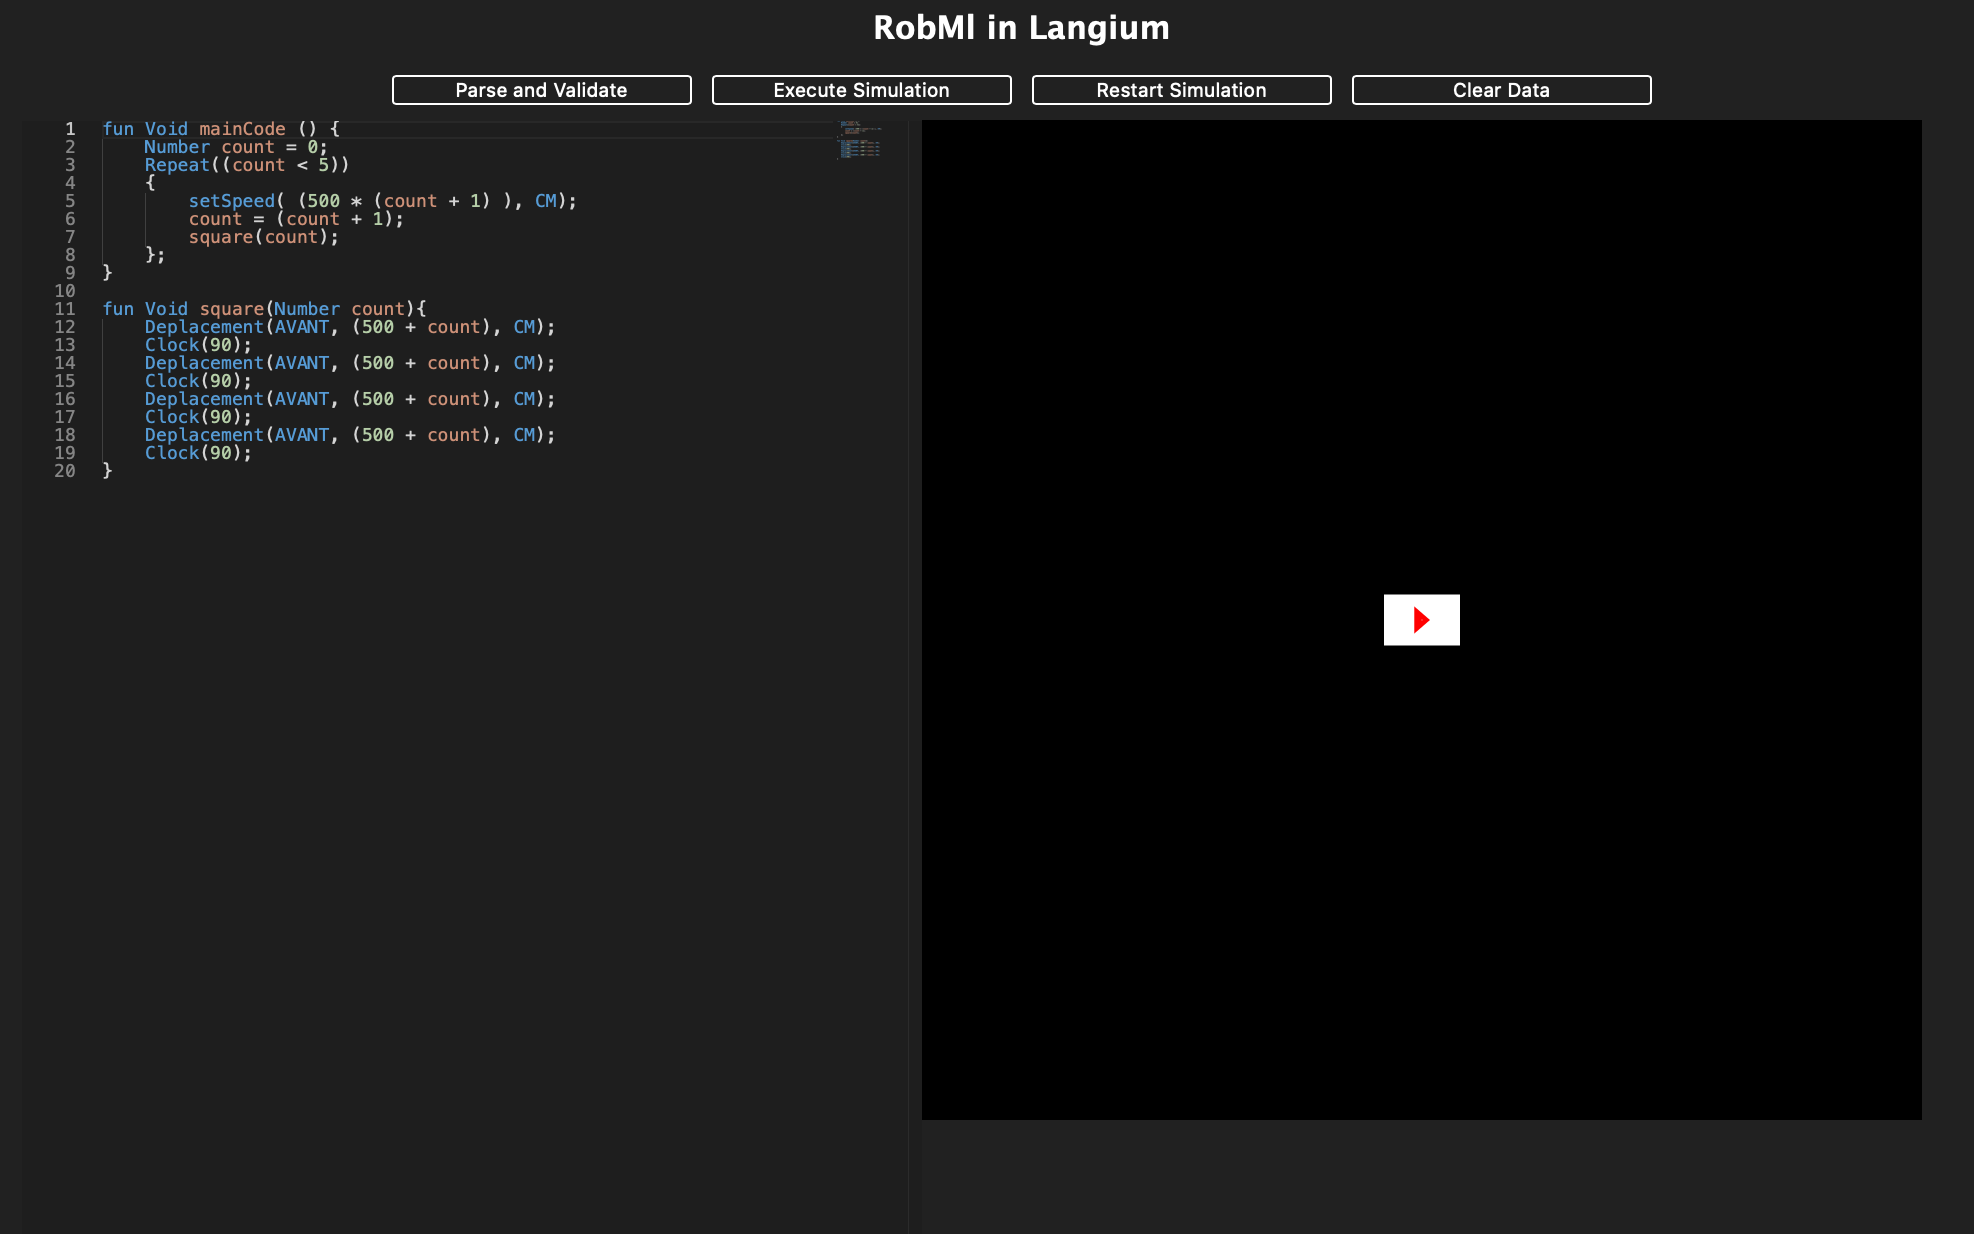 RobMl in Langium
Parse and Validate Execute Simulation Restart Simulation Clear Data
1 fun Void mainCode () {
2 Number count = 0;
3 Repeat((count < 5))
4 {
5 setSpeed( (500 * (count + 1) ), CM);
6 count = (count + 1);
7 square(count);
8 };
9 }
10
11 fun Void square(Number count){
12 Deplacement(AVANT, (500 + count), CM);
13 Clock(90);
14 Deplacement(AVANT, (500 + count), CM);
15 Clock(90);
16 Deplacement(AVANT, (500 + count), CM);
17 Clock(90);
18 Deplacement(AVANT, (500 + count), CM);
19 Clock(90);
20 }